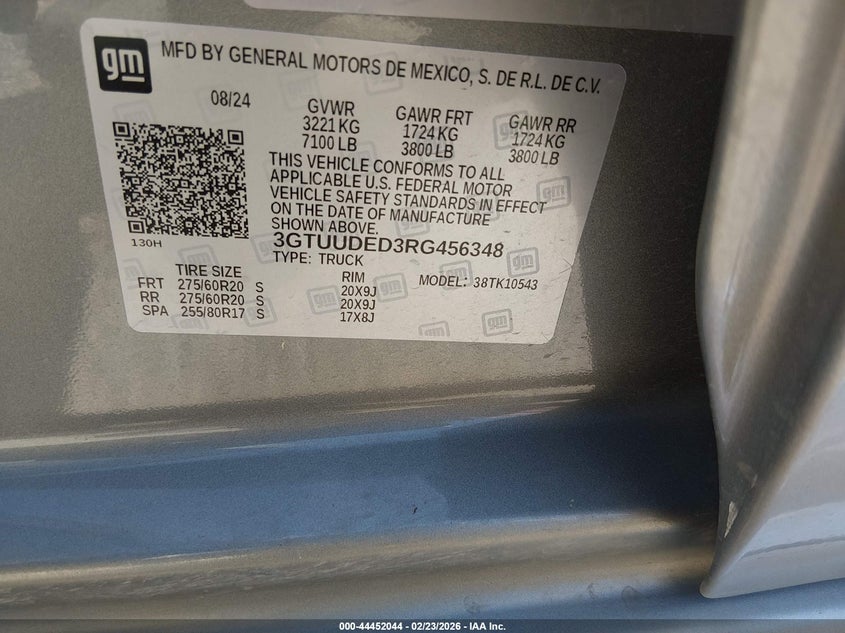 gm
MFD BY GENERAL MOTORS DE MEXICO, S. DE R.L. DE C.V.
08/24 GVWR GAWR FRT GAWR RR
3221 KG 1724 KG 1724 KG
7100 LB 3800 LB 3800 LB
THIS VEHICLE CONFORMS TO ALL
APPLICABLE U.S. FEDERAL MOTOR
VEHICLE SAFETY STANDARDS IN EFFECT
ON THE DATE OF MANUFACTURE
SHOWN ABOVE.
130H
3GTUUDED3RG456348
TYPE: TRUCK
TIRE SIZE RIM MODEL: 38TK10543
FRT 275/60R20 S 20X9J
RR 275/60R20 S 20X9J
SPA 255/80R17 S 17X8J
000-44452044 - 02/23/2026 - IAA Inc.